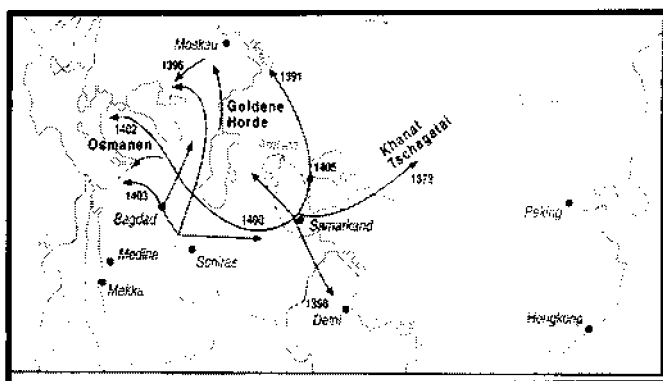 Moskau
1396
1391
Goldene
Horde
1402
Osmanen
Khanat
Tschagatai
1405
1379
1403
Bagdad
1400
Samarkand
Peking
Medina
Schiras
Mekka
1398
Delhi
Hongkong